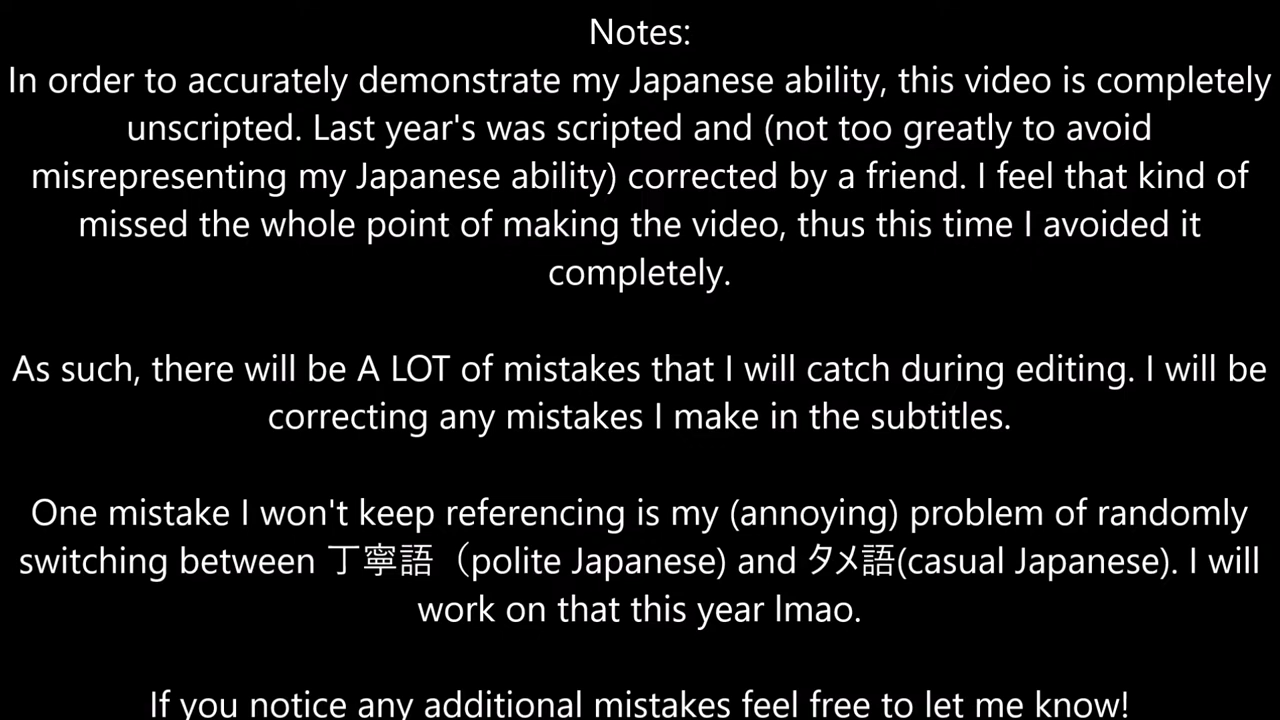 Notes:
In order to accurately demonstrate my Japanese ability, this video is completely
unscripted. Last year's was scripted and (not too greatly to avoid
misrepresenting my Japanese ability) corrected by a friend. I feel that kind of
missed the whole point of making the video, thus this time I avoided it
completely.
As such, there will be A LOT of mistakes that I will catch during editing. I will be
correcting any mistakes I make in the subtitles.
One mistake I won't keep referencing is my (annoying) problem of randomly
switching between 丁寧語（polite Japanese) and タメ語(casual Japanese). I will
work on that this year lmao.
If you notice any additional mistakes feel free to let me know!